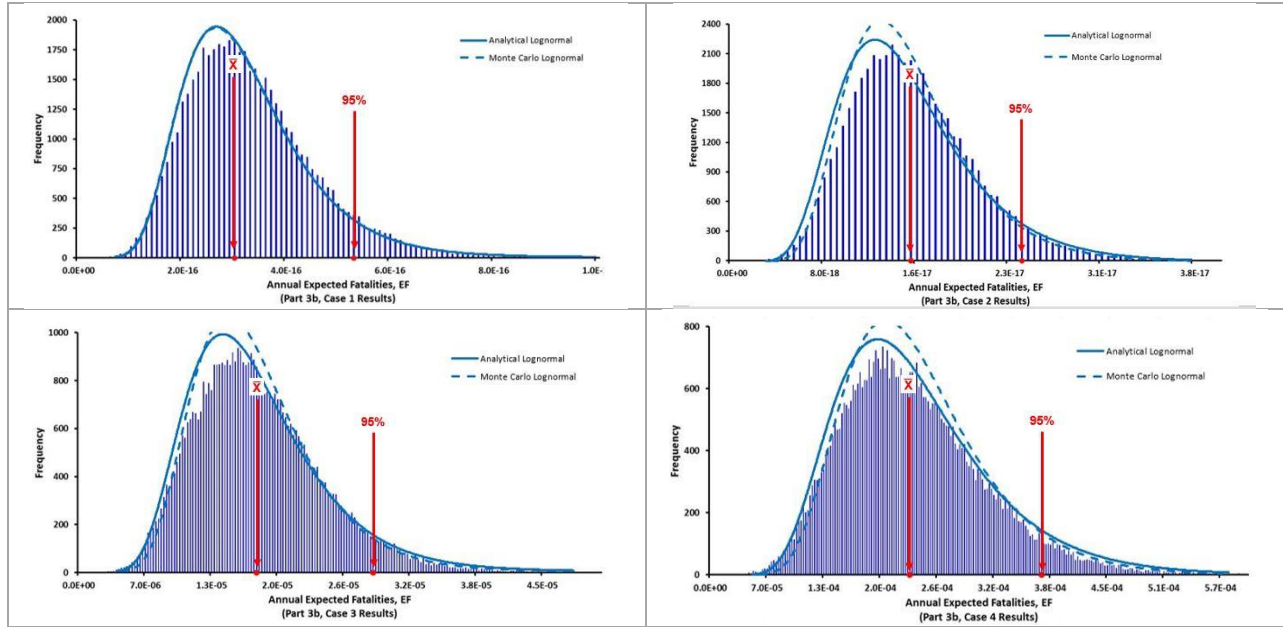 2000
1750
1500
1250
1000
750
500
250
0
Frequency
Analytical Lognormal
Monte Carlo Lognormal
X
95%
0.0E+00 2.0E-16 4.0E-16 6.0E-16 8.0E-16 1.0E-
Annual Expected Fatalities, EF
(Part 3b, Case 1 Results)
2400
2100
1800
1500
1200
900
600
300
0
Frequency
Analytical Lognormal
Monte Carlo Lognormal
X
95%
0.0E+00 8.0E-18 1.6E-17 2.3E-17 3.1E-17 3.8E-17
Annual Expected Fatalities, EF
(Part 3b, Case 2 Results)
1000
800
600
400
200
0
Frequency
Analytical Lognormal
Monte Carlo Lognormal
X
95%
0.0E+00 7.0E-06 1.3E-05 2.0E-05 2.6E-05 3.2E-05 3.8E-05 4.5E-05
Annual Expected Fatalities, EF
(Part 3b, Case 3 Results)
800
600
400
200
0
Frequency
Analytical Lognormal
Monte Carlo Lognormal
X
95%
0.0E+00 7.0E-05 1.3E-04 2.0E-04 2.6E-04 3.2E-04 3.8E-04 4.5E-04 5.1E-04 5.7E-04
Annual Expected Fatalities, EF
(Part 3b, Case 4 Results)